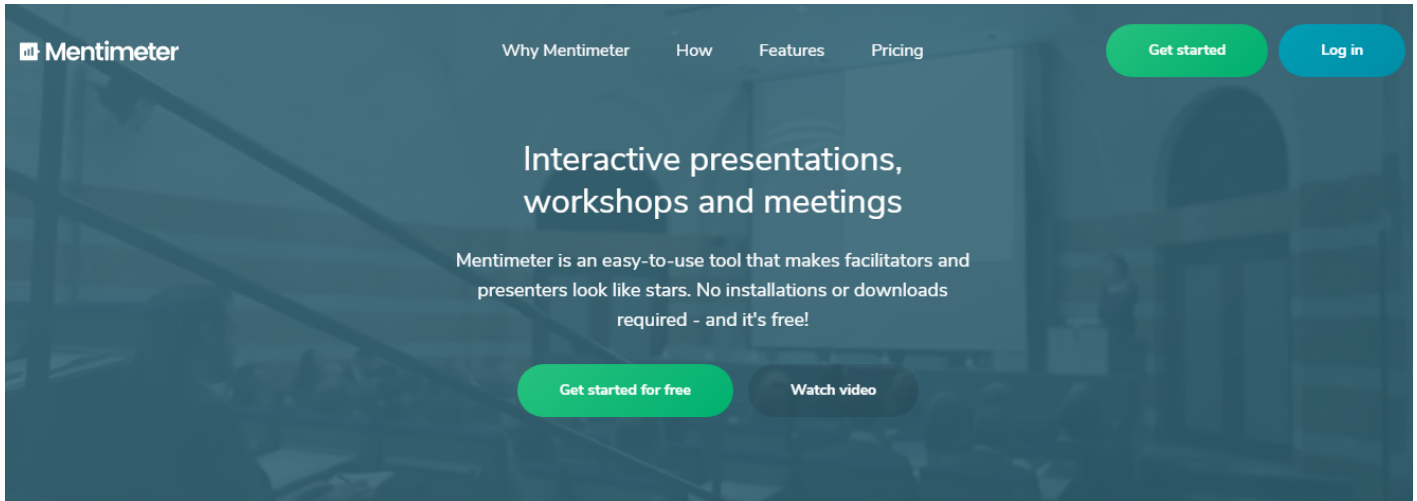 Mentimeter
Why Mentimeter
How
Features
Pricing
Get started
Log in
Interactive presentations,
workshops and meetings
Mentimeter is an easy-to-use tool that makes facilitators and
presenters look like stars. No installations or downloads
required - and it's free!
Get started for free
Watch video